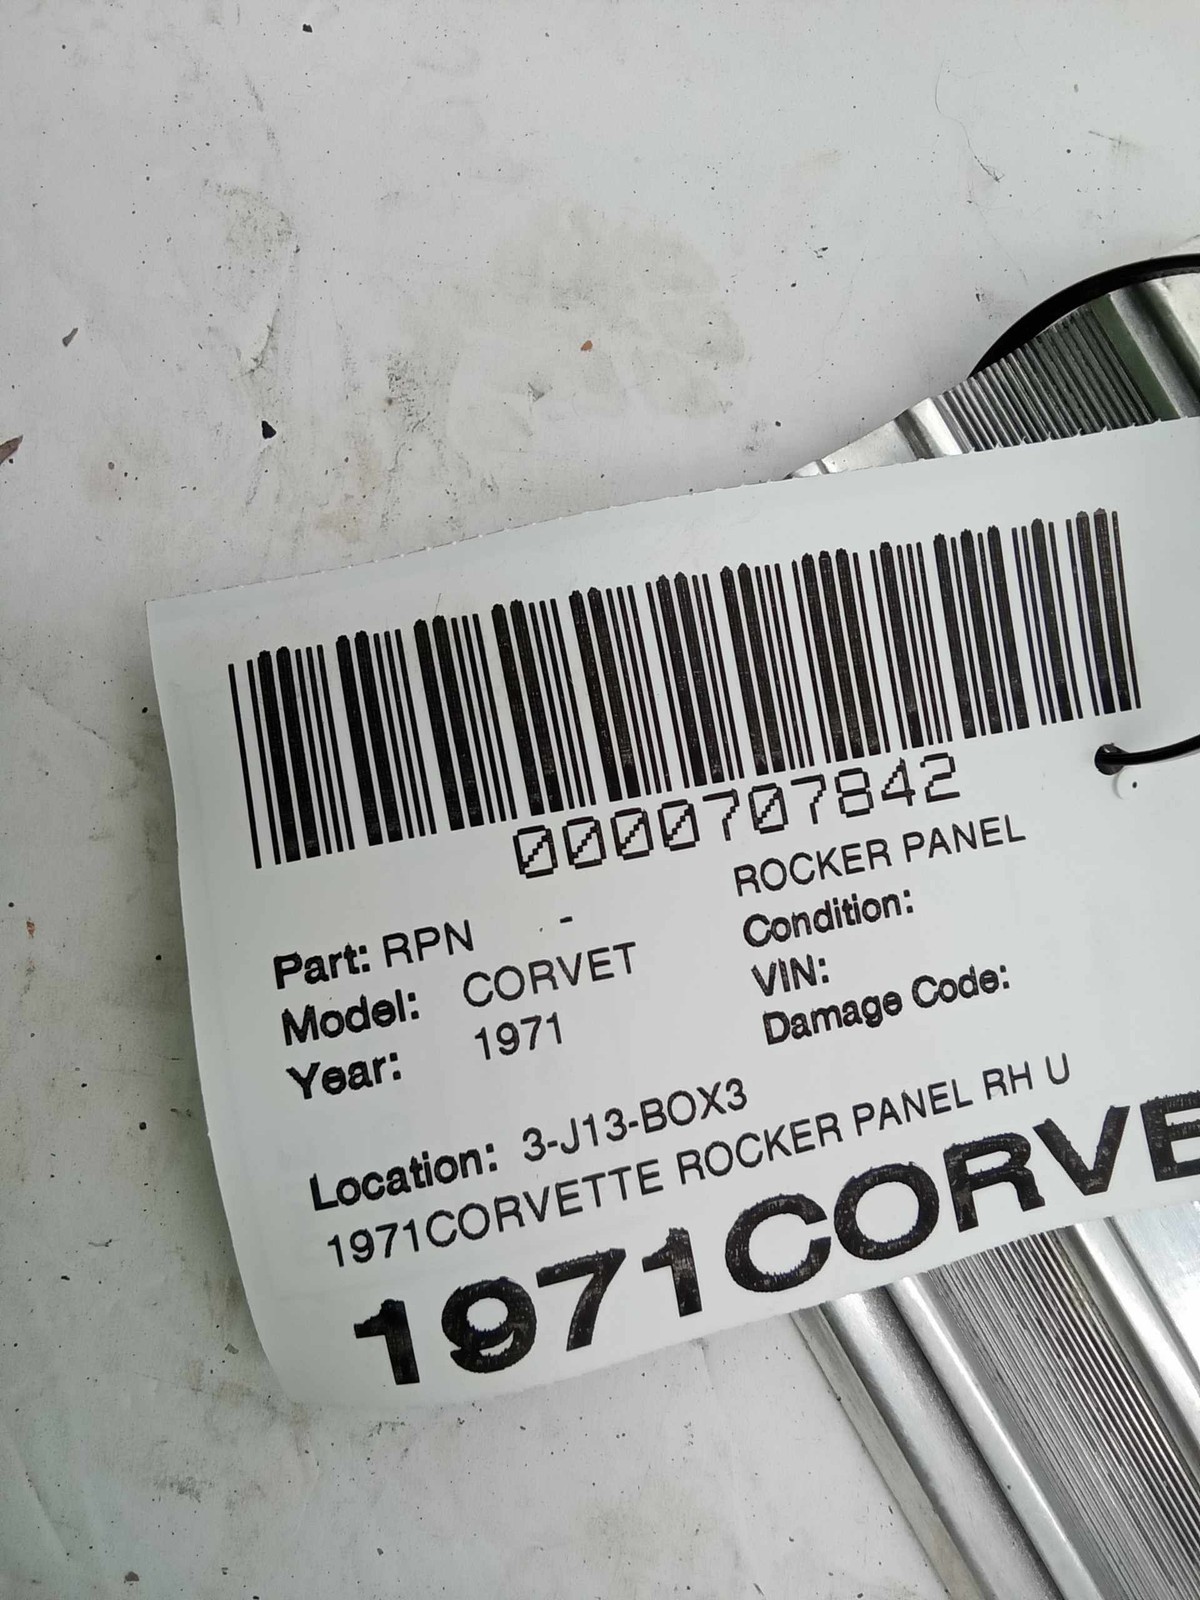 0000707842
Part: RPN - ROCKER PANEL
Model: CORVET Condition:
Year: 1971 VIN:
Damage Code:
Location: 3-J13-BOX3
1971CORVETTE ROCKER PANEL RH U
1971CORVE